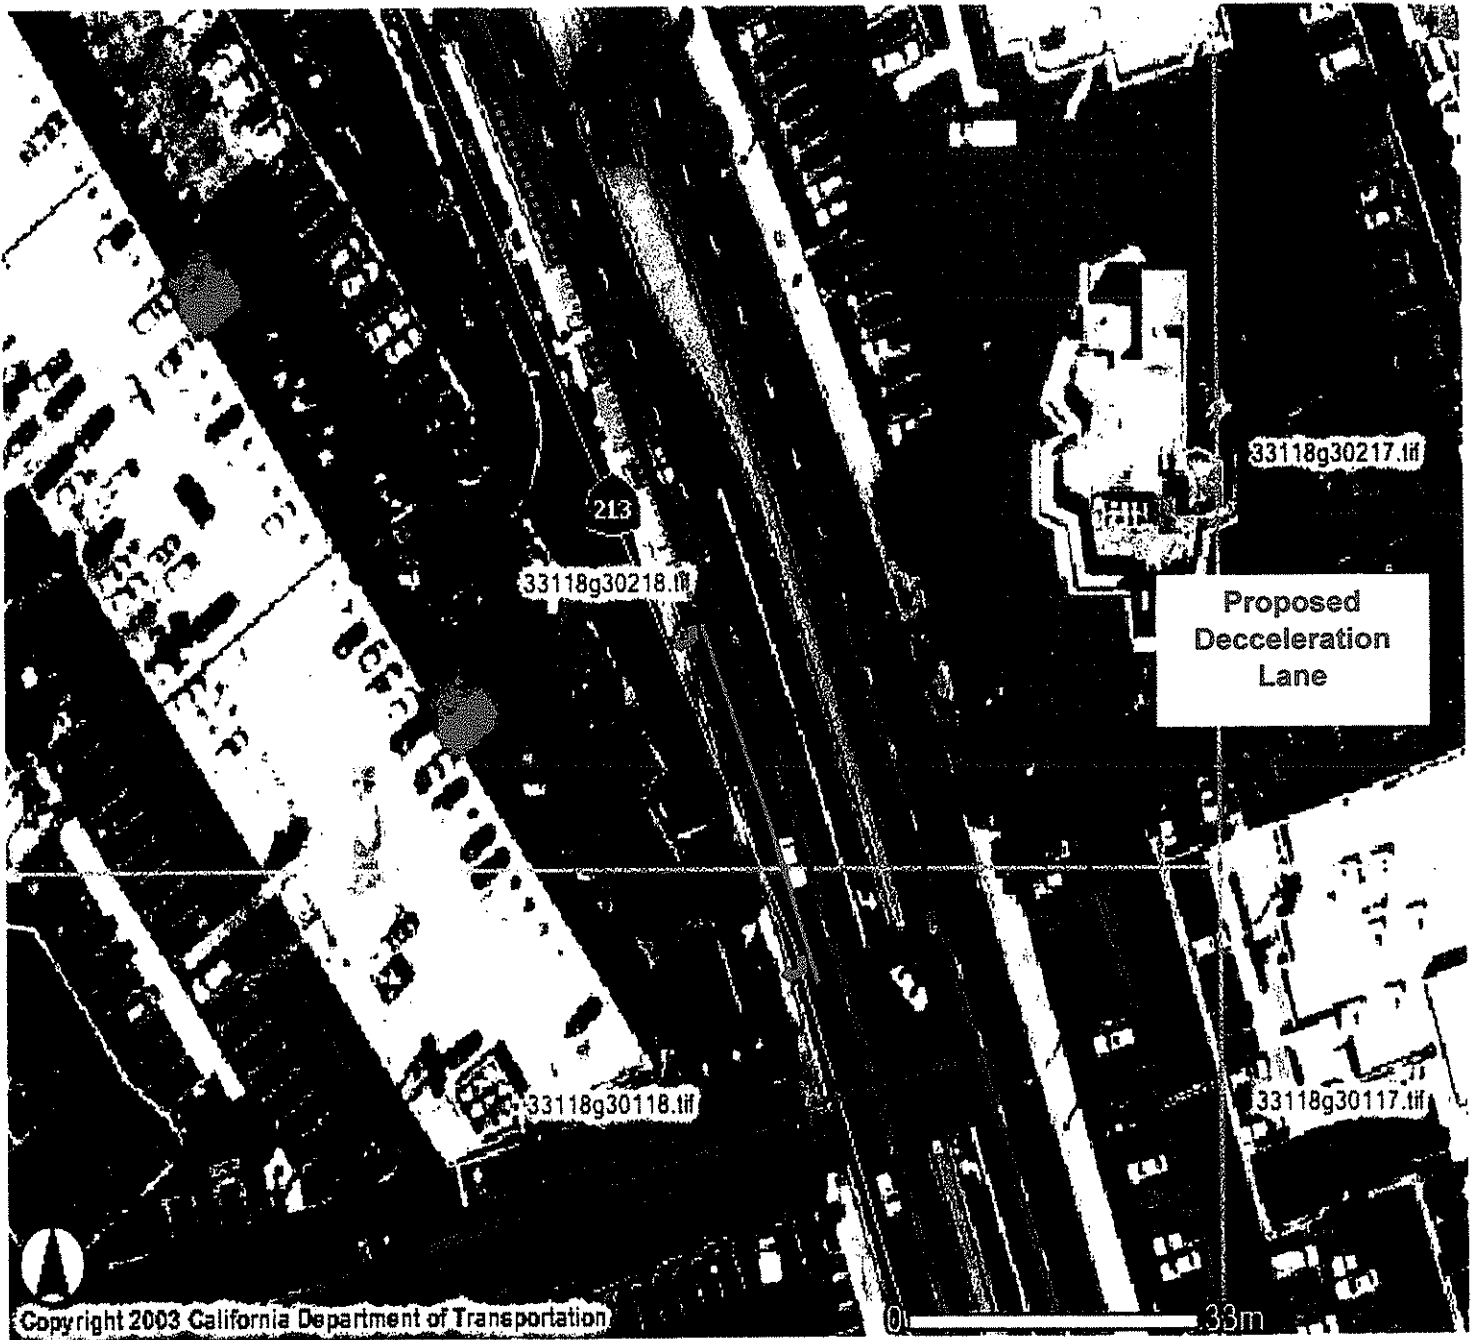 33118g30217.tif
213
33118g30218.tif
Proposed
Decceleration
Lane
33118g30118.tif
33118g30117.tif
Copyright 2003 California Department of Transportation
0 33m